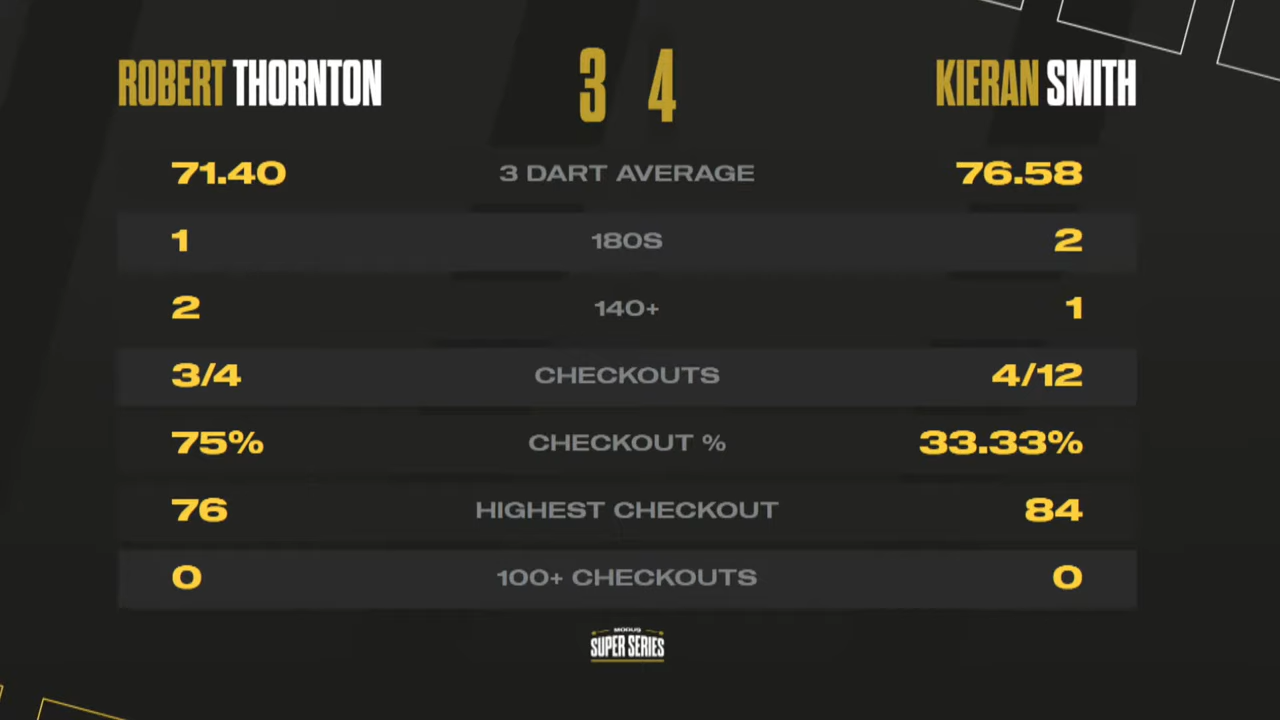 ROBERT THORNTON 3 4 KIERAN SMITH
71.40 3 DART AVERAGE 76.58
1 180S 2
2 140+ 1
3/4 CHECKOUTS 4/12
75% CHECKOUT % 33.33%
76 HIGHEST CHECKOUT 84
0 100+ CHECKOUTS 0
MODUS
SUPER SERIES